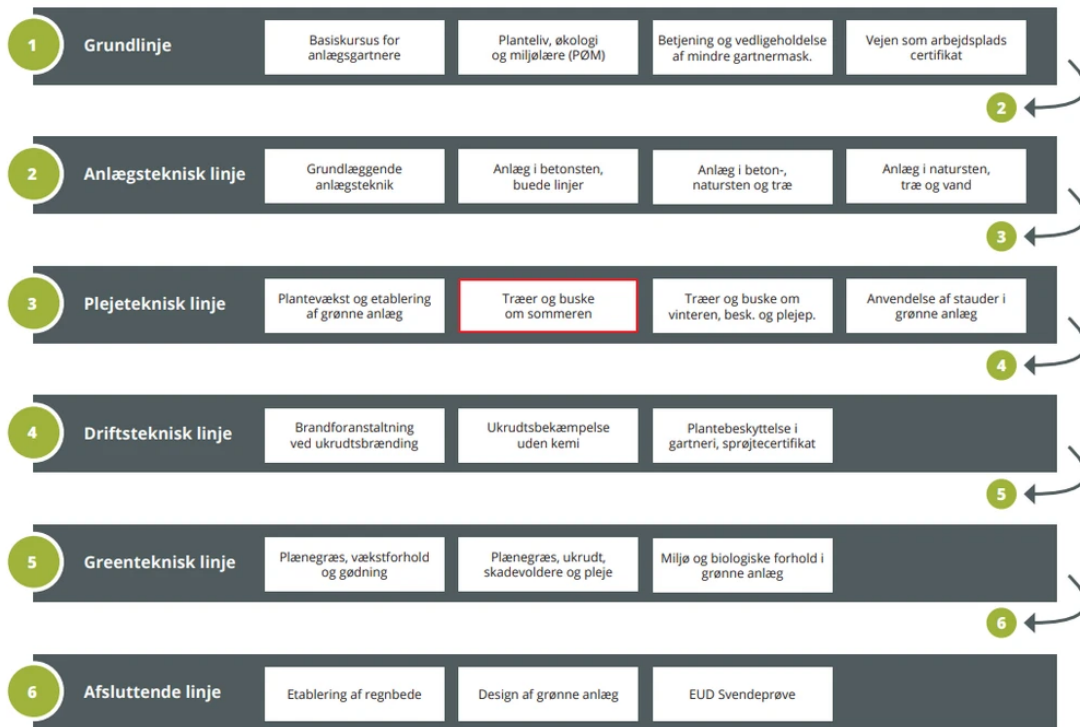 1
Grundlinje
Basiskursus for
anlægsgartnere
Planteliv, økologi
og miljølære (PØM)
Betjening og vedligeholdelse
af mindre gartnermask.
Vejen som arbejdsplads
certifikat
2
2
Anlægsteknisk linje
Grundlæggende
anlægsteknik
Anlæg i betonsten,
buede linjer
Anlæg i beton-,
natursten og træ
Anlæg i natursten,
træ og vand
3
3
Plejeteknisk linje
Plantevækst og etablering
af grønne anlæg
Træer og buske
om sommeren
Træer og buske om
vinteren, besk. og plejep.
Anvendelse af stauder i
grønne anlæg
4
4
Driftsteknisk linje
Brandforanstaltning
ved ukrudtsbrænding
Ukrudtsbekæmpelse
uden kemi
Plantebeskyttelse i
gartneri, sprøjtecertifikat
5
5
Greenteknisk linje
Plænegræs, vækstforhold
og gødning
Plænegræs, ukrudt,
skadevoldere og pleje
Miljø og biologiske forhold i
grønne anlæg
6
6
Afsluttende linje
Etablering af regnbede
Design af grønne anlæg
EUD Svendeprøve